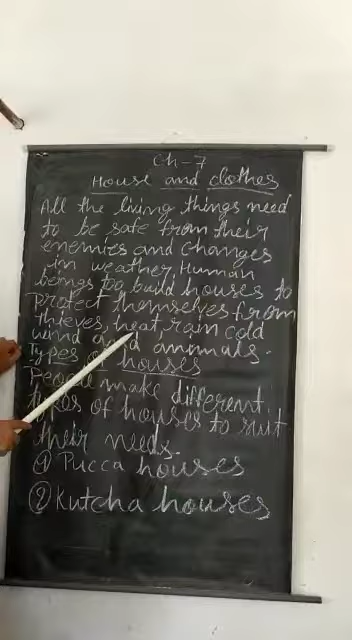 Ch-7
House and clothes
All the living things need
to be safe from their
enemies and changes
in weather, Human
beings too build houses to
Protect themselves from
thieves, heat, rain cold
wind and animals.
Types of houses
People make different
types of houses to suit
their needs.
① Pucca houses
② Kutcha houses